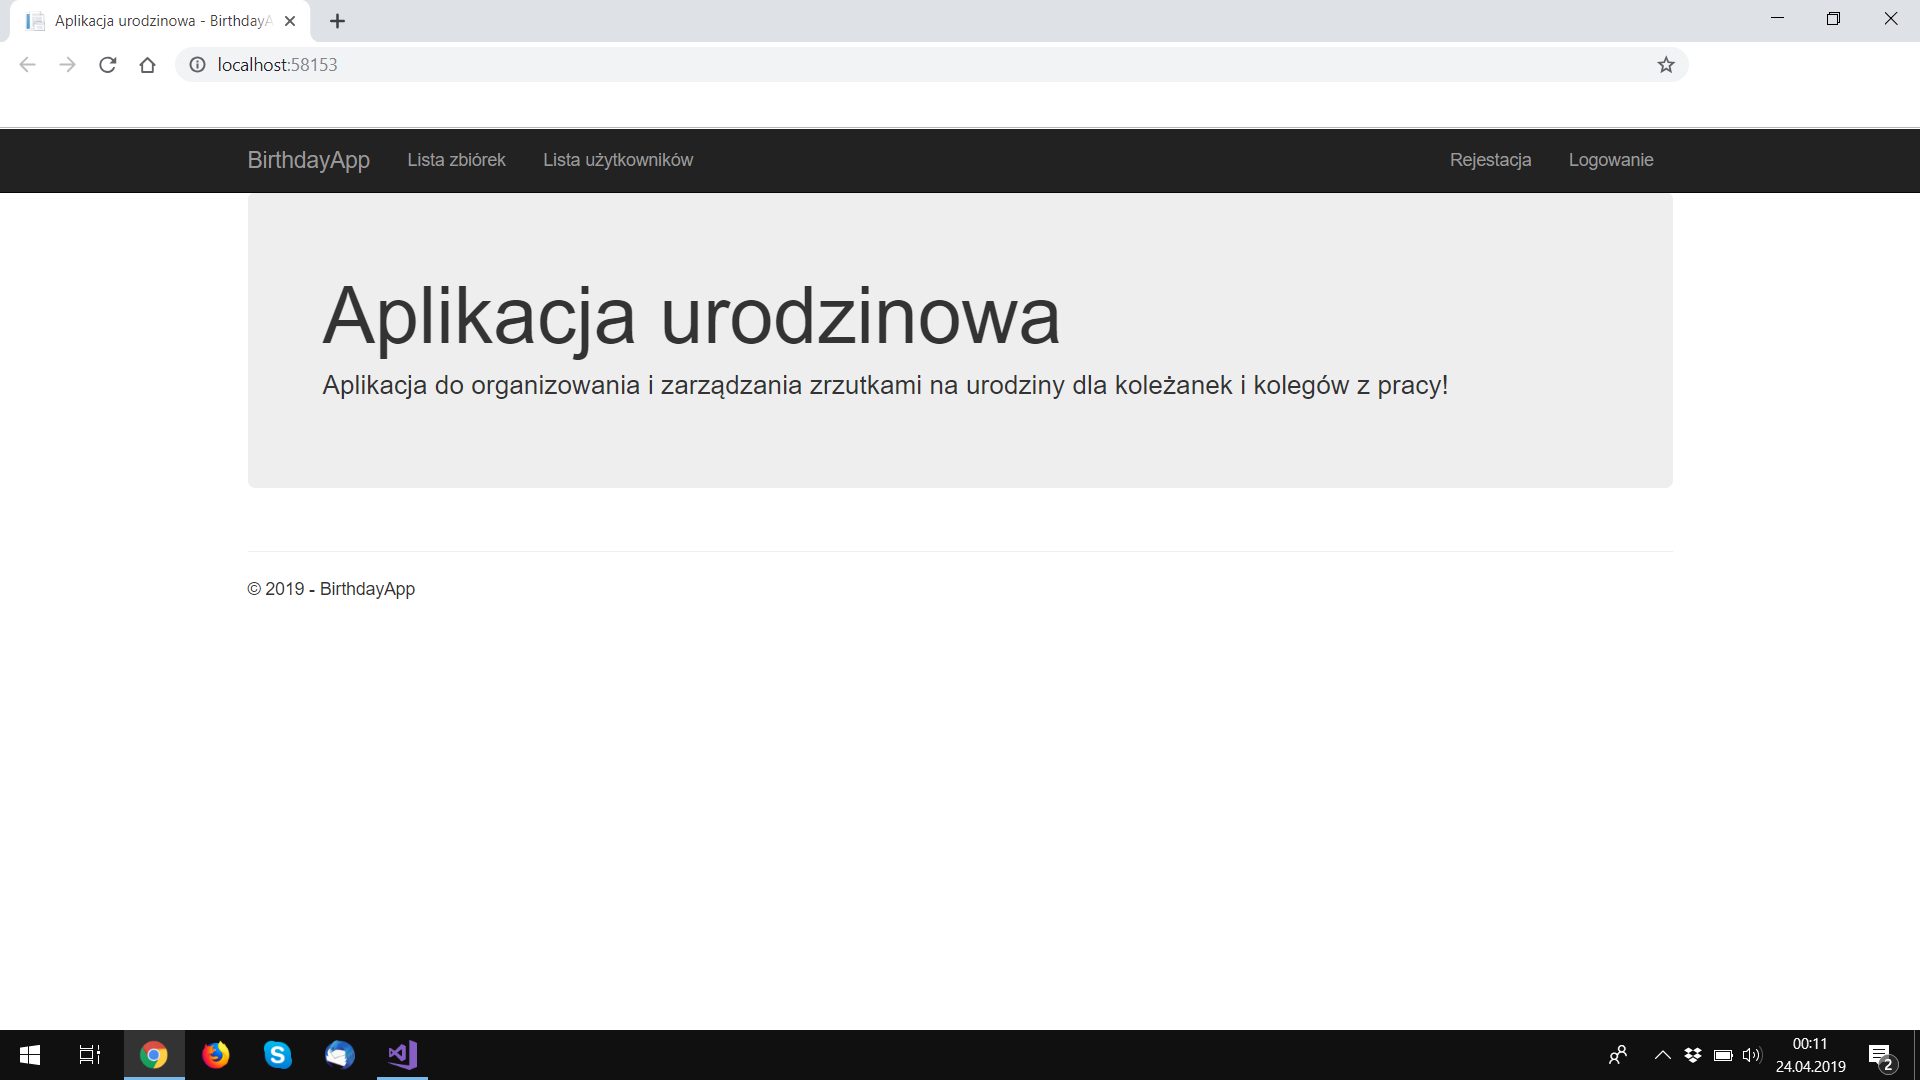 Aplikacja urodzinowa - BirthdayA
localhost:58153
BirthdayApp Lista zbiórek Lista użytkowników Rejestacja Logowanie
Aplikacja urodzinowa
Aplikacja do organizowania i zarządzania zrzutkami na urodziny dla koleżanek i kolegów z pracy!
© 2019 - BirthdayApp
00:11
24.04.2019
2